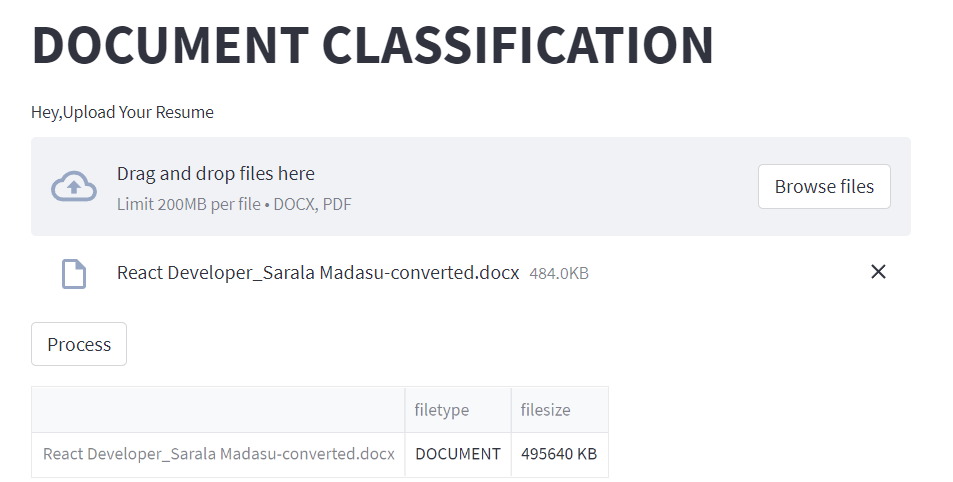 DOCUMENT CLASSIFICATION
Hey,Upload Your Resume
Drag and drop files here
Limit 200MB per file • DOCX, PDF
Browse files
React Developer_Sarala Madasu-converted.docx 484.0KB
Process
filetype filesize
React Developer_Sarala Madasu-converted.docx DOCUMENT 495640 KB